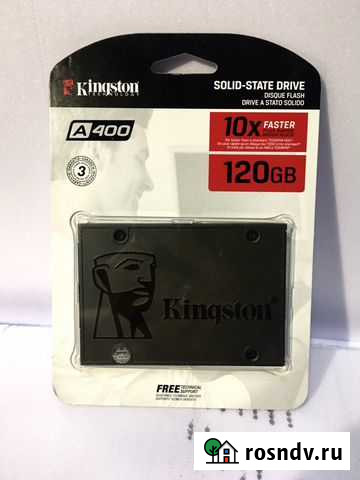 Kingston
TECHNOLOGY
SOLID-STATE DRIVE
DISQUE FLASH
DRIVE A STATO SOLIDO
A400
10x FASTER
120GB
3
Kingston
FREE TECHNICAL SUPPORT
rosndv.ru